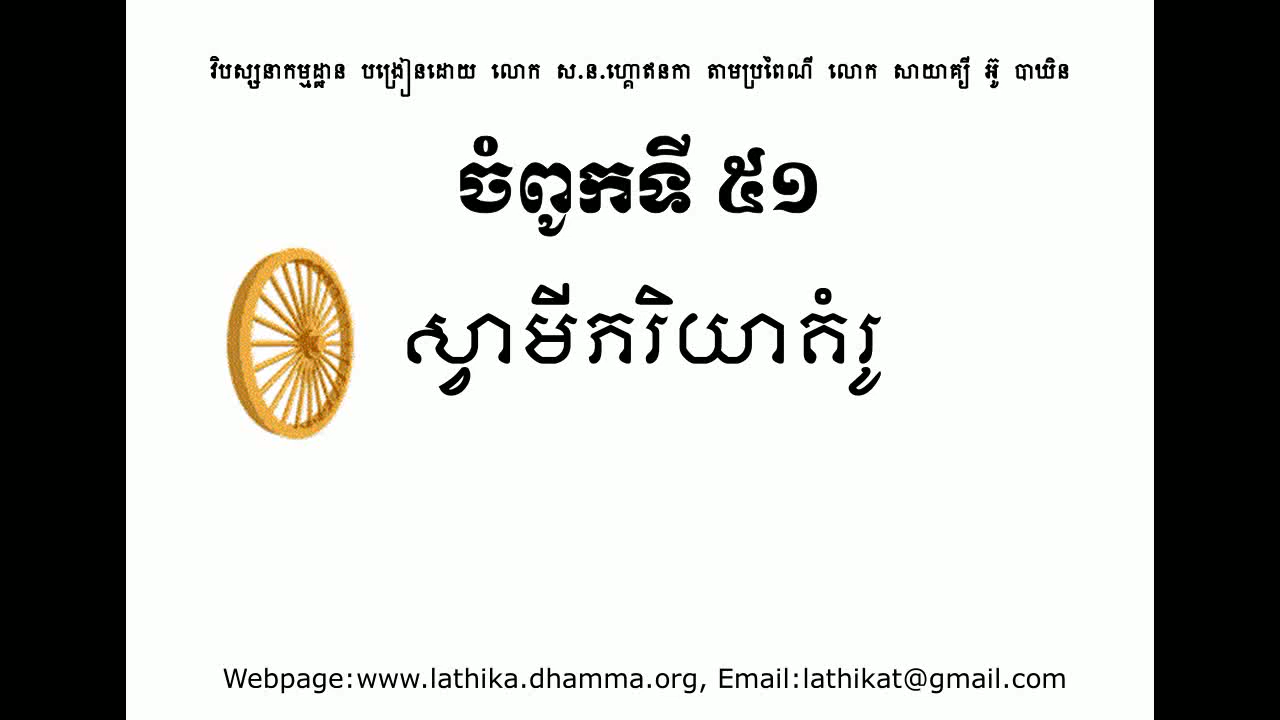 វិបស្សនាកម្មដ្ឋាន បង្រៀនដោយ លោក ស.ន.ហ្គោឥនកា តាមប្រពៃណី លោក សាយាគ្យី អ៊ូ បាឃិន
ចំពូកទី ៥១
ស្វាមីភរិយាគំរូ
Webpage:www.lathika.dhamma.org, Email:lathikat@gmail.com